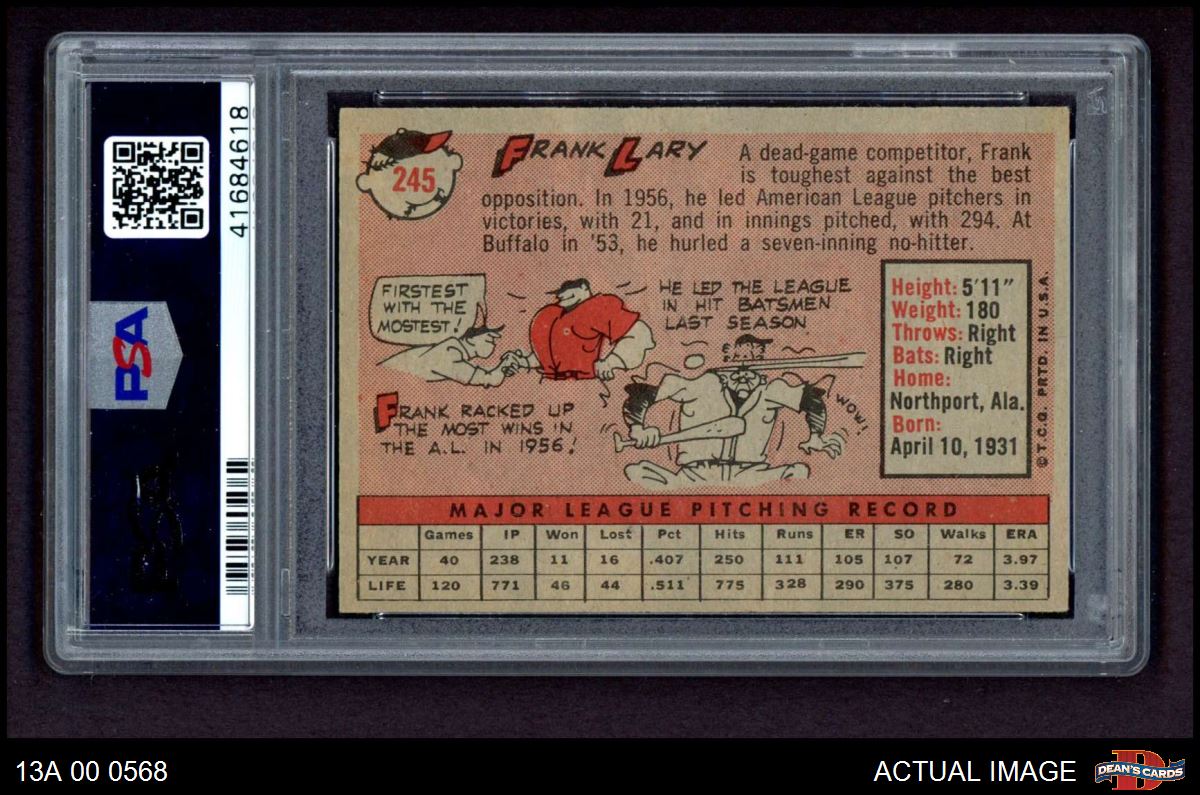 41684618
PSA
245
FRANK LARY
A dead-game competitor, Frank
is toughest against the best
opposition. In 1956, he led American League pitchers in
victories, with 21, and in innings pitched, with 294. At
Buffalo in '53, he hurled a seven-inning no-hitter.
FIRSTEST
WITH THE
MOSTEST!
HE LED THE LEAGUE
IN HIT BATSMEN
LAST SEASON
FRANK RACKED UP
THE MOST WINS IN
THE A.L. IN 1956!
WOW!
Height: 5'11"
Weight: 180
Throws: Right
Bats: Right
Home:
Northport, Ala.
Born:
April 10, 1931
© T.C.G. PRTD. IN U.S.A.
MAJOR LEAGUE PITCHING RECORD
Games IP Won Lost Pct Hits Runs ER SO Walks ERA
YEAR 40 238 11 16 .407 250 111 105 107 72 3.97
LIFE 120 771 46 44 .511 775 328 290 375 280 3.39
13A 00 0568
ACTUAL IMAGE
DEAN'S CARDS